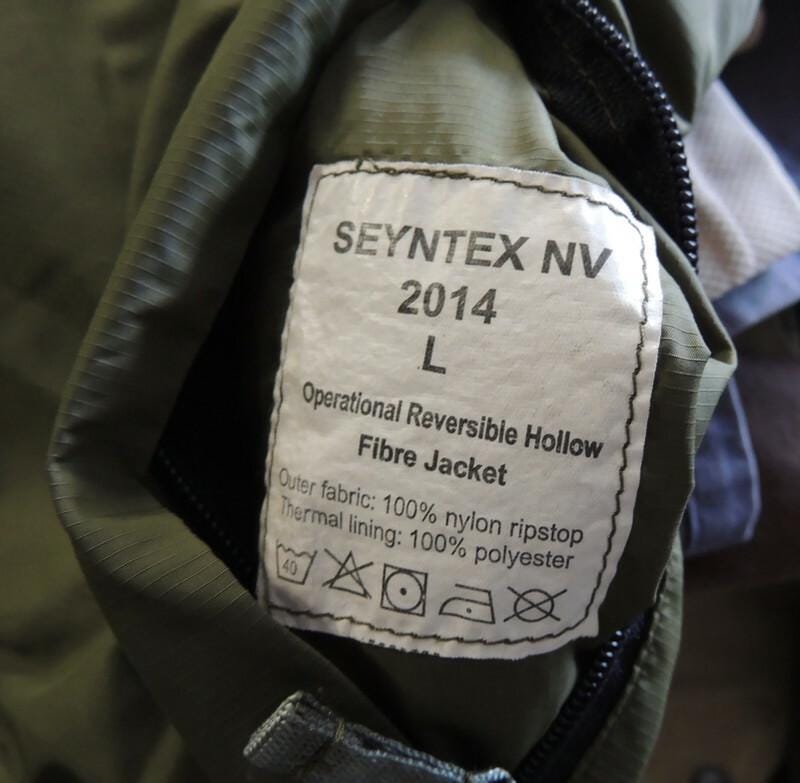 SEYNTEX NV
2014
L
Operational Reversible Hollow
Fibre Jacket
Outer fabric: 100% nylon ripstop
Thermal lining: 100% polyester
40